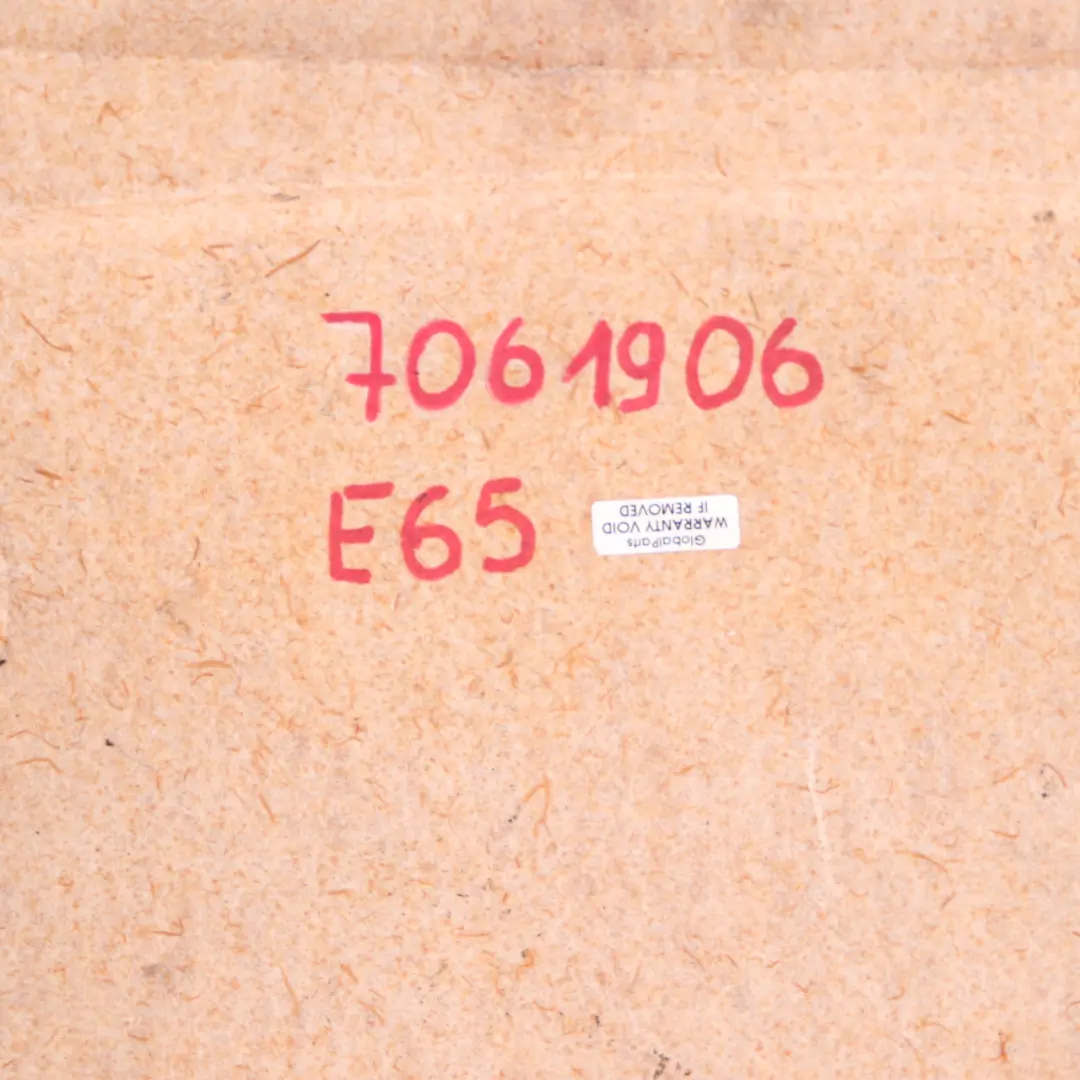 7061906
E65
GlobalParts
WARRANTY VOID
IF REMOVED